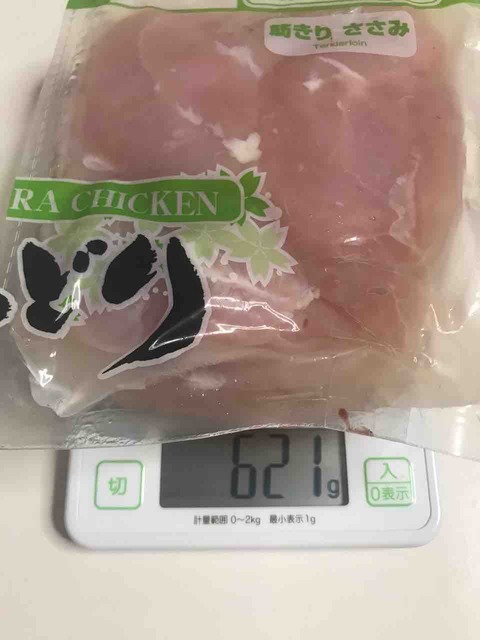 筋きり ささみ
Tenderloin
RA CHICKEN
どり
621g
切
入
0表示
計量範囲 0～2kg 最小表示1g